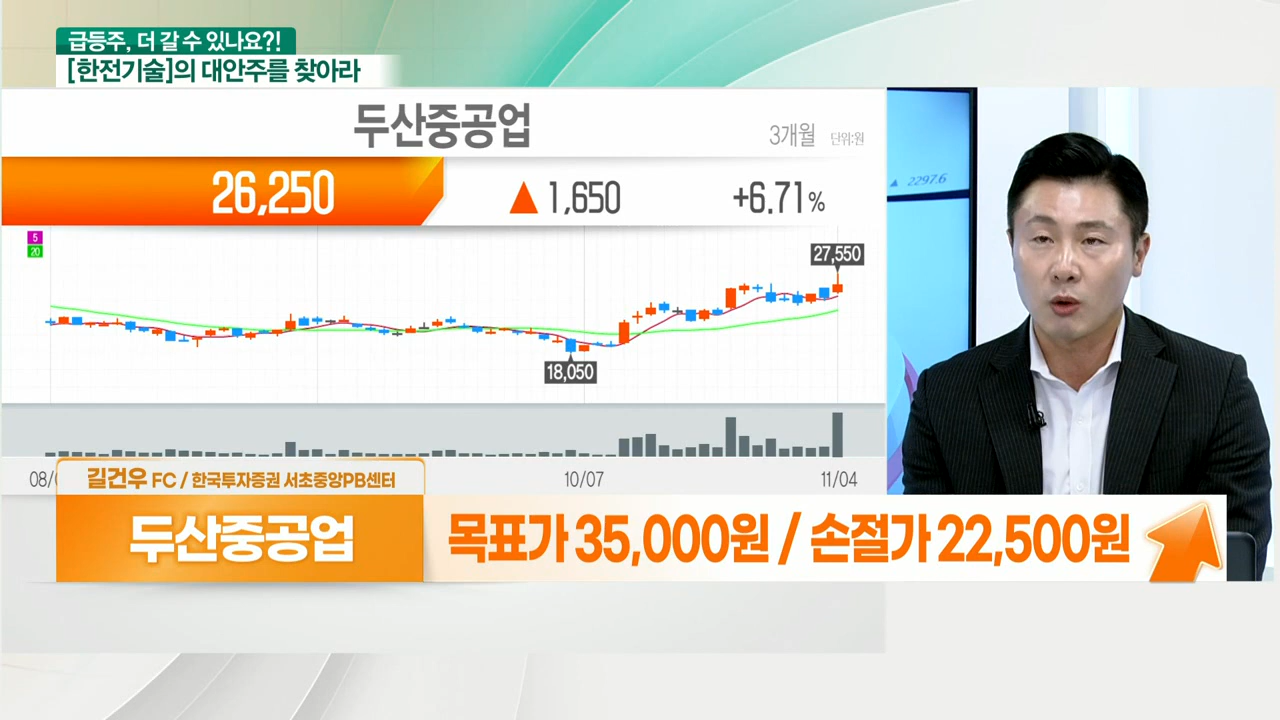 급등주, 더 갈 수 있나요?!
[한전기술]의 대안주를 찾아라
두산중공업
3개월 단위:원
26,250 ▲ 1,650 +6.71%
▲ 2297.6
5
20
27,550
18,050
08/0 10/07 11/04
길건우 FC / 한국투자증권 서초중앙PB센터
두산중공업
목표가 35,000원 / 손절가 22,500원